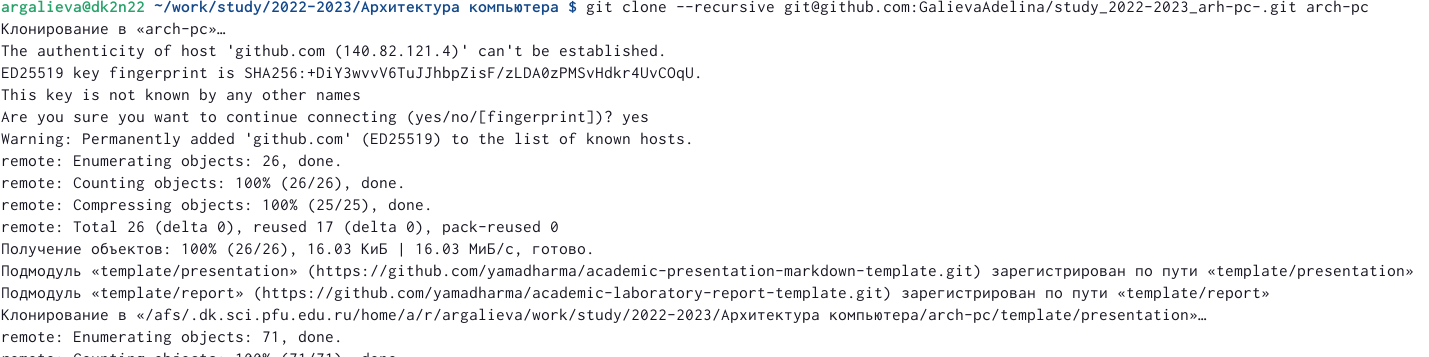 argalieva@dk2n22 ~/work/study/2022-2023/Архитектура компьютера $ git clone --recursive git@github.com:GalievaAdelina/study_2022-2023_arh-pc-.git arch-pc
Клонирование в «arch-pc»…
The authenticity of host 'github.com (140.82.121.4)' can't be established.
ED25519 key fingerprint is SHA256:+DiY3wvvV6TuJJhbpZisF/zLDA0zPMSvHdkr4UvCOqU.
This key is not known by any other names
Are you sure you want to continue connecting (yes/no/[fingerprint])? yes
Warning: Permanently added 'github.com' (ED25519) to the list of known hosts.
remote: Enumerating objects: 26, done.
remote: Counting objects: 100% (26/26), done.
remote: Compressing objects: 100% (25/25), done.
remote: Total 26 (delta 0), reused 17 (delta 0), pack-reused 0
Получение объектов: 100% (26/26), 16.03 КиБ | 16.03 МиБ/с, готово.
Подмодуль «template/presentation» (https://github.com/yamadharma/academic-presentation-markdown-template.git) зарегистрирован по пути «template/presentation»
Подмодуль «template/report» (https://github.com/yamadharma/academic-laboratory-report-template.git) зарегистрирован по пути «template/report»
Клонирование в «/afs/.dk.sci.pfu.edu.ru/home/a/r/argalieva/work/study/2022-2023/Архитектура компьютера/arch-pc/template/presentation»…
remote: Enumerating objects: 71, done.
remote: Counting objects: 100% (71/71), done.